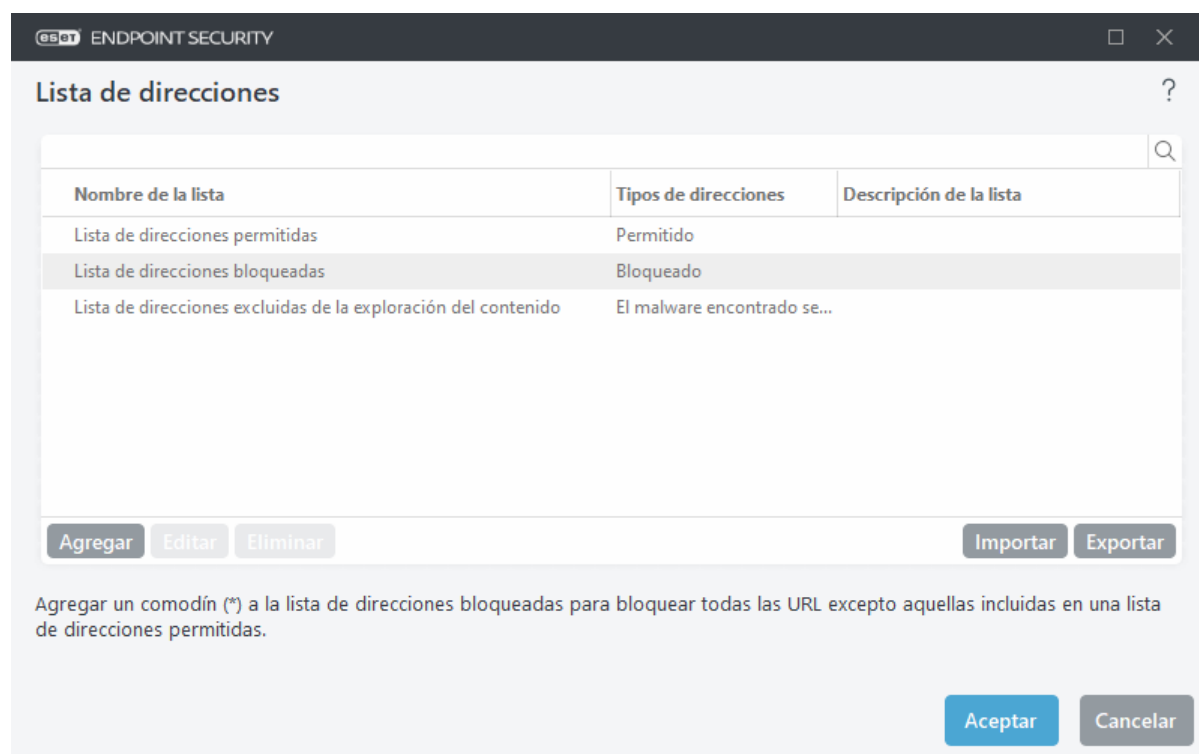 eseT ENDPOINT SECURITY
Lista de direcciones
?
Nombre de la lista Tipos de direcciones Descripción de la lista
Lista de direcciones permitidas Permitido
Lista de direcciones bloqueadas Bloqueado
Lista de direcciones excluidas de la exploración del contenido El malware encontrado se...
Agregar Editar Eliminar Importar Exportar
Agregar un comodín (*) a la lista de direcciones bloqueadas para bloquear todas las URL excepto aquellas incluidas en una lista
de direcciones permitidas.
Aceptar Cancelar